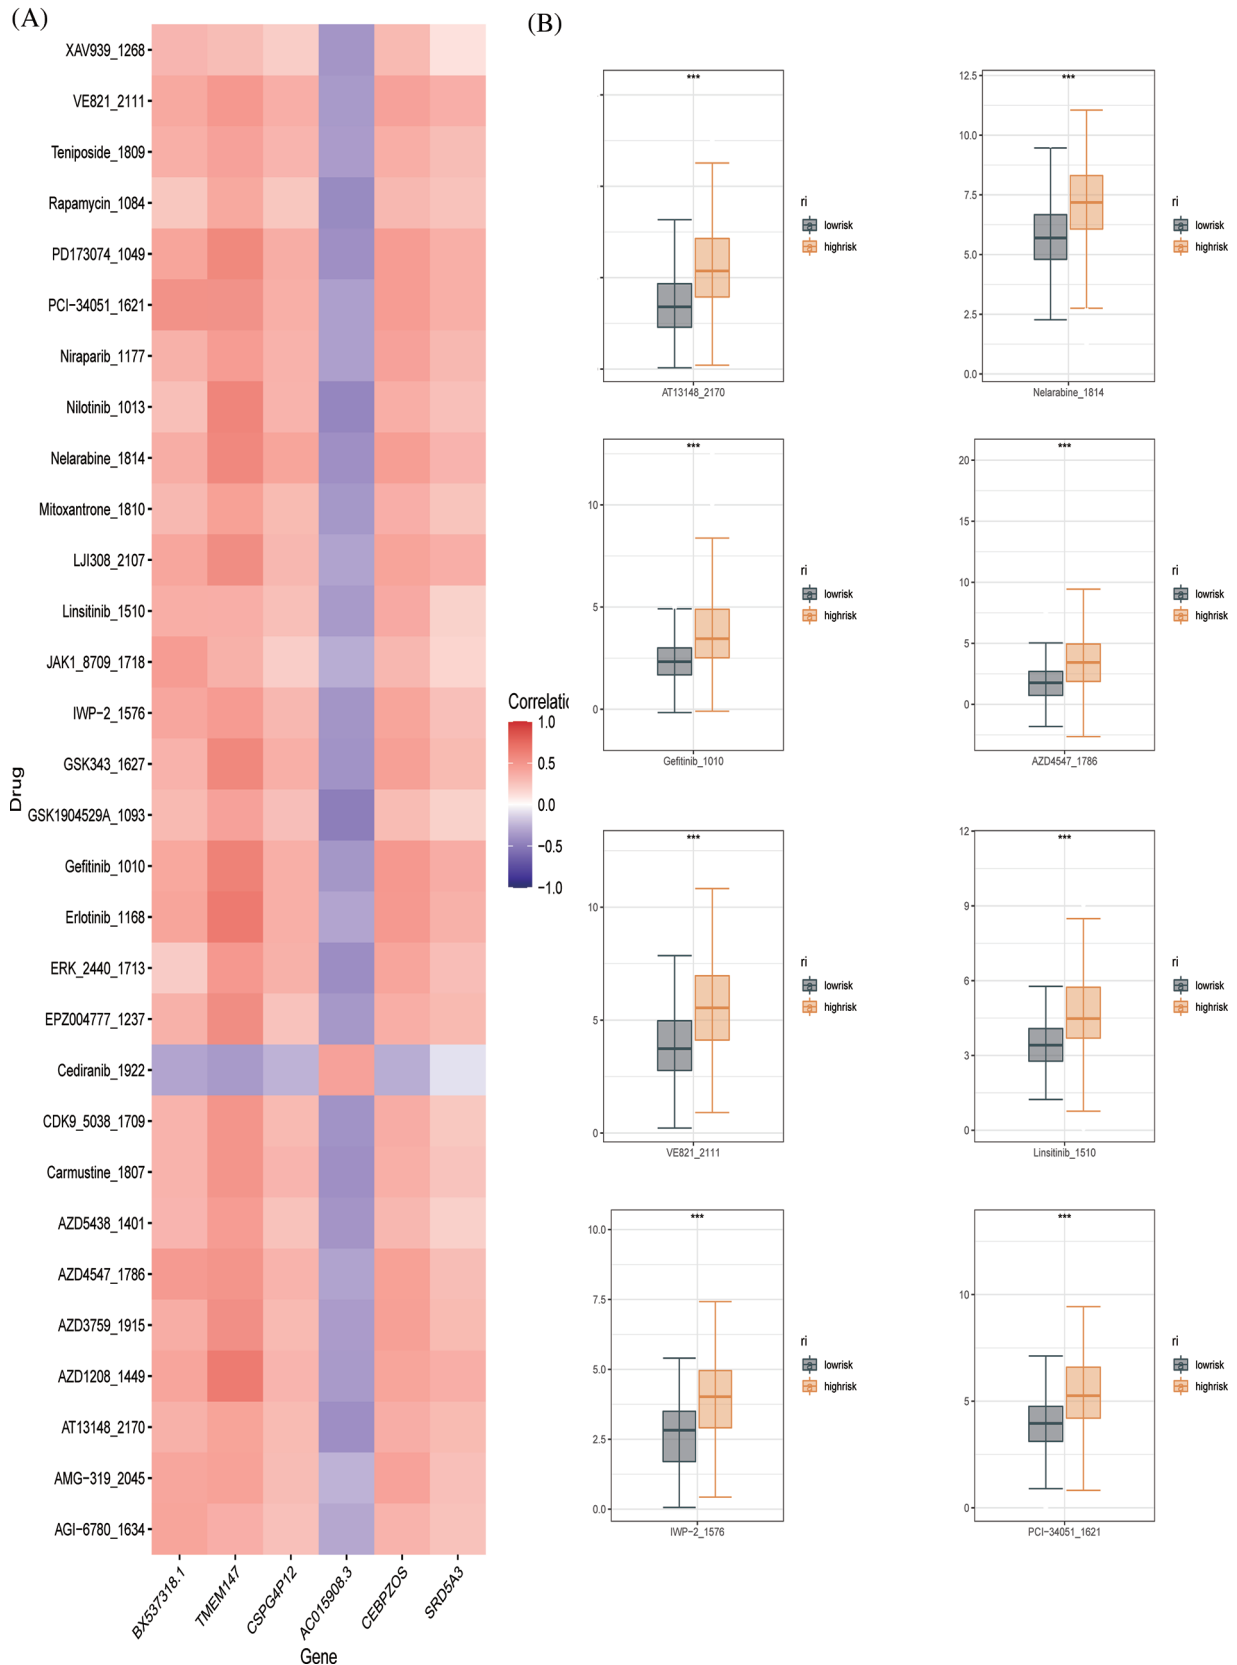 (A)
XAV939_1268
VE821_2111
Teniposide_1809
Rapamycin_1084
PD173074_1049
PCI−34051_1621
Niraparib_1177
Nilotinib_1013
Nelarabine_1814
Mitoxantrone_1810
LJI308_2107
Linsitinib_1510
JAK1_8709_1718
IWP−2_1576
GSK343_1627
GSK1904529A_1093
Gefitinib_1010
Erlotinib_1168
ERK_2440_1713
EPZ004777_1237
Cediranib_1922
CDK9_5038_1709
Carmustine_1807
AZD5438_1401
AZD4547_1786
AZD3759_1915
AZD1208_1449
AT13148_2170
AMG−319_2045
AGI−6780_1634
Drug
BX537318.1
TMEM147
CSPG4P12
AC015908.3
CEBPZOS
SRD5A3
Gene
Correlatio
1.0
0.5
0.0
−0.5
−1.0
(B)
***
AT13148_2170
ri
lowrisk
highrisk
***
12.5
10.0
7.5
5.0
2.5
0.0
Nelarabine_1814
ri
lowrisk
highrisk
***
10
5
0
Gefitinib_1010
ri
lowrisk
highrisk
***
20
15
10
5
0
AZD4547_1786
ri
lowrisk
highrisk
***
10
5
0
VE821_2111
ri
lowrisk
highrisk
***
12
9
6
3
0
Linsitinib_1510
ri
lowrisk
highrisk
***
10.0
7.5
5.0
2.5
0.0
IWP−2_1576
ri
lowrisk
highrisk
***
10
5
0
PCI−34051_1621
ri
lowrisk
highrisk